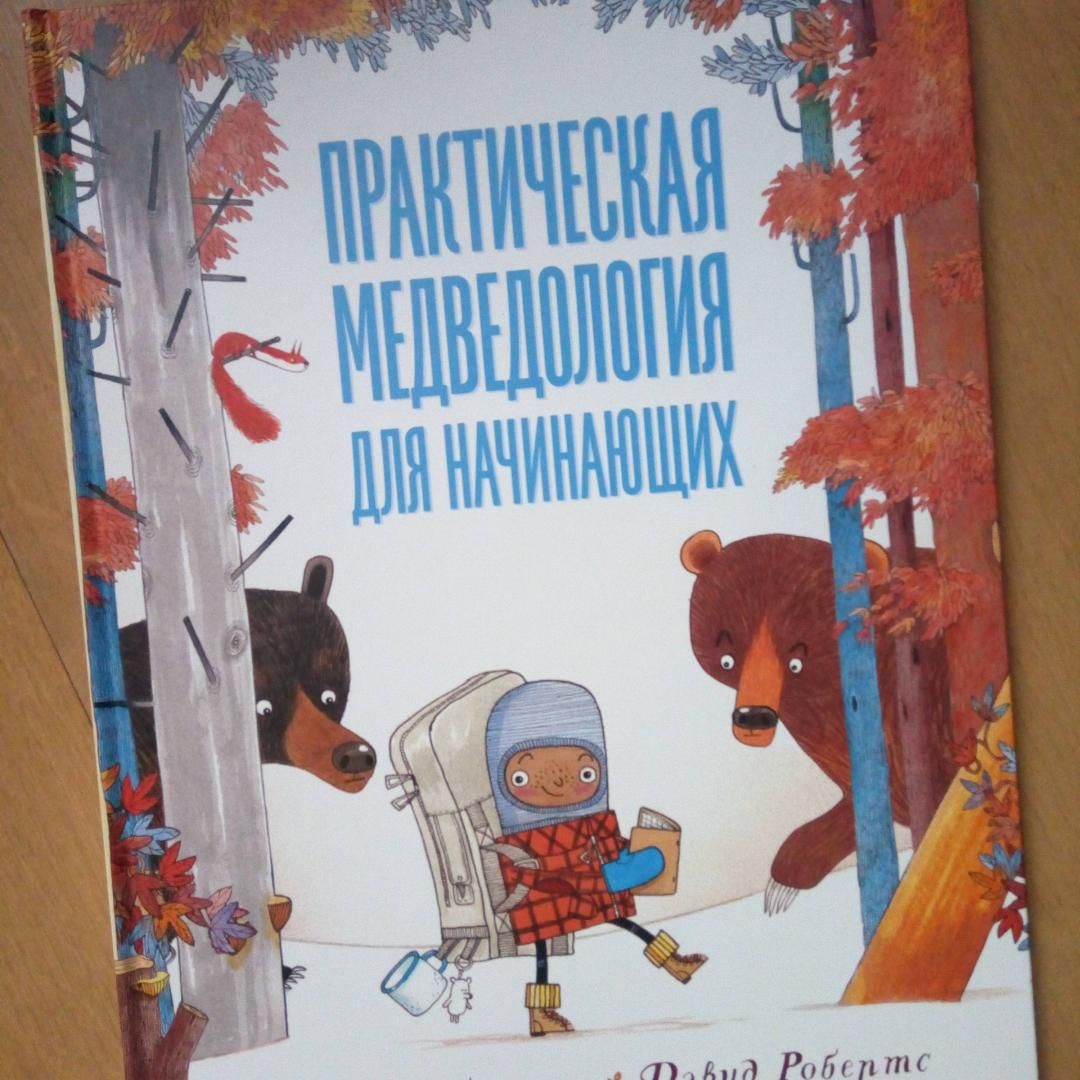 ПРАКТИЧЕСКАЯ
МЕДВЕДОЛОГИЯ
ДЛЯ НАЧИНАЮЩИХ
Дэвид Робертс